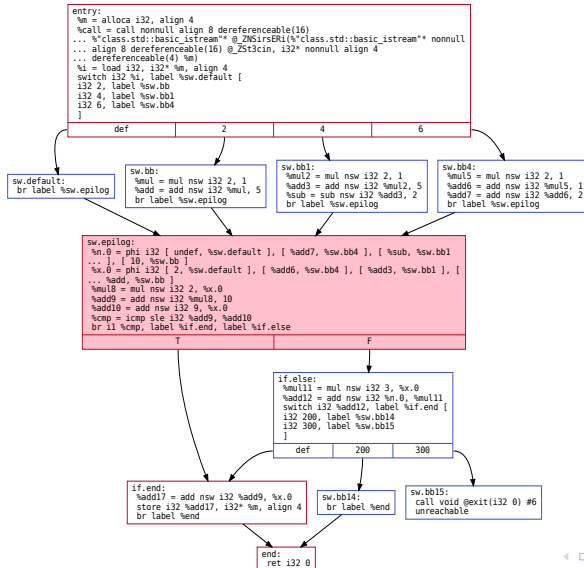 entry:
%m = alloca i32, align 4
%call = call nonnull align 8 dereferenceable(16)
... %"class.std::basic_istream"* @_ZNSirsERi(%"class.std::basic_istream"* nonnull
... align 8 dereferenceable(16) @_ZSt3cin, i32* nonnull align 4
... dereferenceable(4) %m)
%i = load i32, i32* %m, align 4
switch i32 %i, label %sw.default [
i32 2, label %sw.bb
i32 4, label %sw.bb1
i32 6, label %sw.bb4
]
def 2 4 6
sw.default:
br label %sw.epilog
sw.bb:
%mul = mul nsw i32 2, 1
%add = add nsw i32 %mul, 5
br label %sw.epilog
sw.bb1:
%mul2 = mul nsw i32 2, 1
%add3 = add nsw i32 %mul2, 5
%sub = sub nsw i32 %add3, 2
br label %sw.epilog
sw.bb4:
%mul5 = mul nsw i32 2, 1
%add6 = add nsw i32 %mul5, 1
%add7 = add nsw i32 %add6, 2
br label %sw.epilog
sw.epilog:
%n.0 = phi i32 [ undef, %sw.default ], [ %add7, %sw.bb4 ], [ %sub, %sw.bb1
... ], [ 10, %sw.bb ]
%x.0 = phi i32 [ 2, %sw.default ], [ %add6, %sw.bb4 ], [ %add3, %sw.bb1 ], [
... %add, %sw.bb ]
%mul8 = mul nsw i32 2, %x.0
%add9 = add nsw i32 %mul8, 10
%add10 = add nsw i32 9, %x.0
%cmp = icmp sle i32 %add9, %add10
br i1 %cmp, label %if.end, label %if.else
T F
if.else:
%mul11 = mul nsw i32 3, %x.0
%add12 = add nsw i32 %n.0, %mul11
switch i32 %add12, label %if.end [
i32 200, label %sw.bb14
i32 300, label %sw.bb15
]
def 200 300
if.end:
%add17 = add nsw i32 %add9, %x.0
store i32 %add17, i32* %m, align 4
br label %end
sw.bb14:
br label %end
sw.bb15:
call void @exit(i32 0) #6
unreachable
end:
ret i32 0